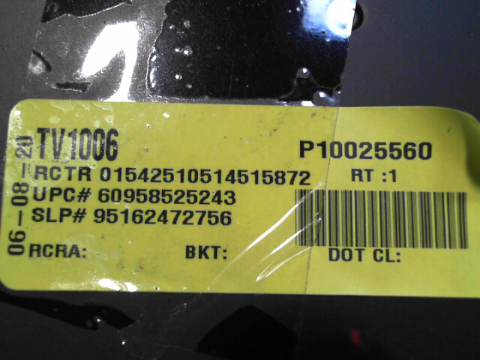 TV1006 P10025560
RCTR 01542510514515872 RT :1
UPC# 60958525243
SLP# 95162472756
RCRA: BKT: DOT CL:
06-08-20